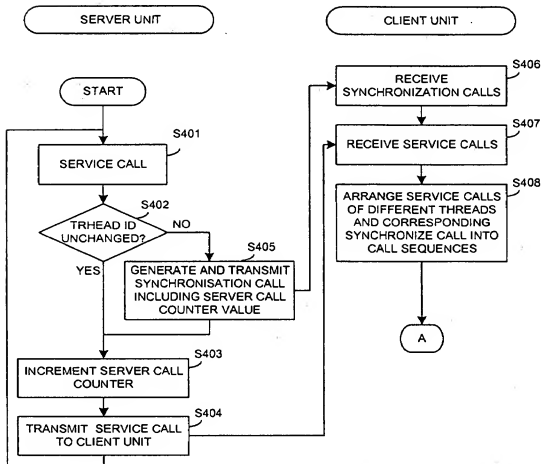 SERVER UNIT
CLIENT UNIT
START
S401
SERVICE CALL
S402
TRHEAD ID
UNCHANGED?
NO
YES
S405
GENERATE AND TRANSMIT
SYNCHRONISATION CALL
INCLUDING SERVER CALL
COUNTER VALUE
S403
INCREMENT SERVER CALL
COUNTER
S404
TRANSMIT SERVICE CALL
TO CLIENT UNIT
S406
RECEIVE
SYNCHRONIZATION CALLS
S407
RECEIVE SERVICE CALLS
S408
ARRANGE SERVICE CALLS
OF DIFFERENT THREADS
AND CORRESPONDING
SYNCHRONIZE CALL INTO
CALL SEQUENCES
A